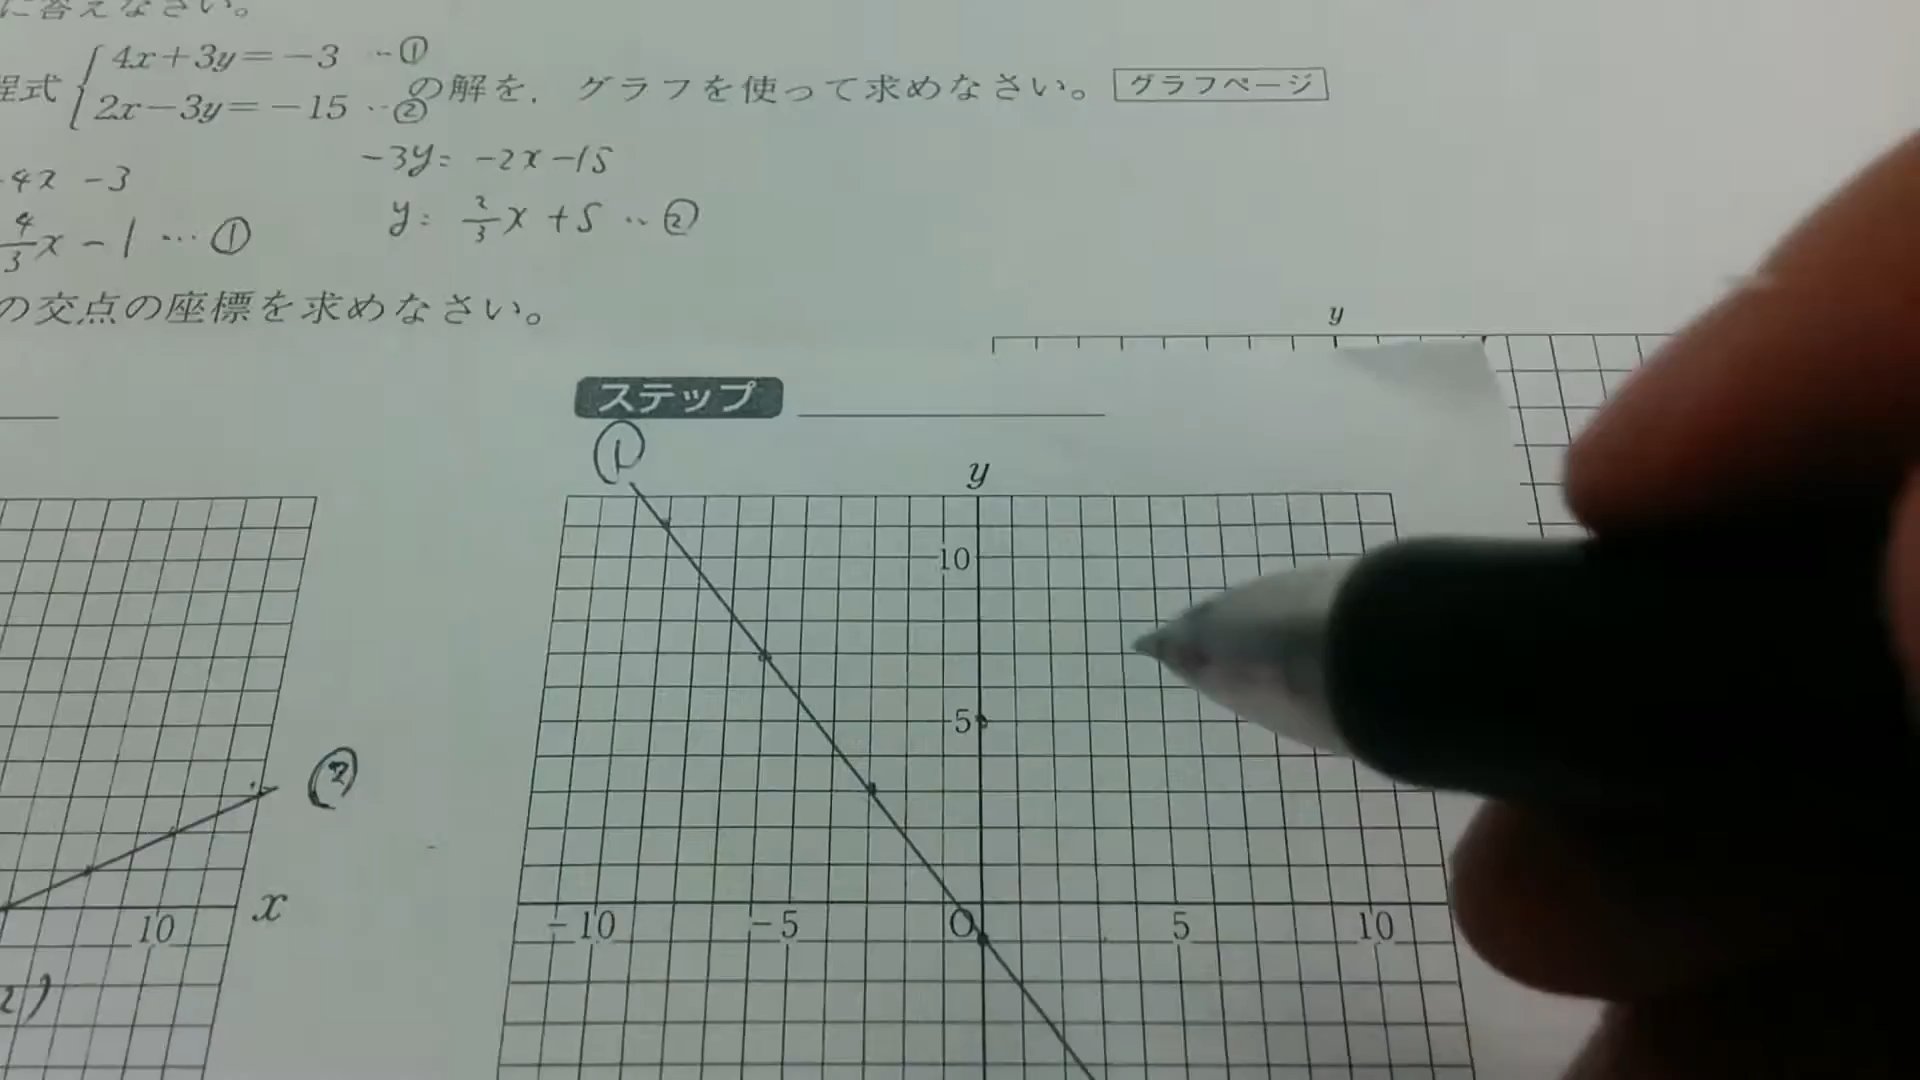 に答えなさい。
程式 { 4x+3y=-3 …①
2x-3y=-15 …② の解を，グラフを使って求めなさい。 グラフページ
-4x -3
4/3x - 1 … ①
-3y= -2x -15
y= 2/3x +5 … ②
の交点の座標を求めなさい。
y
ステップ
①
y
10
5
-10 -5 O 5 10
②
10 x
2)